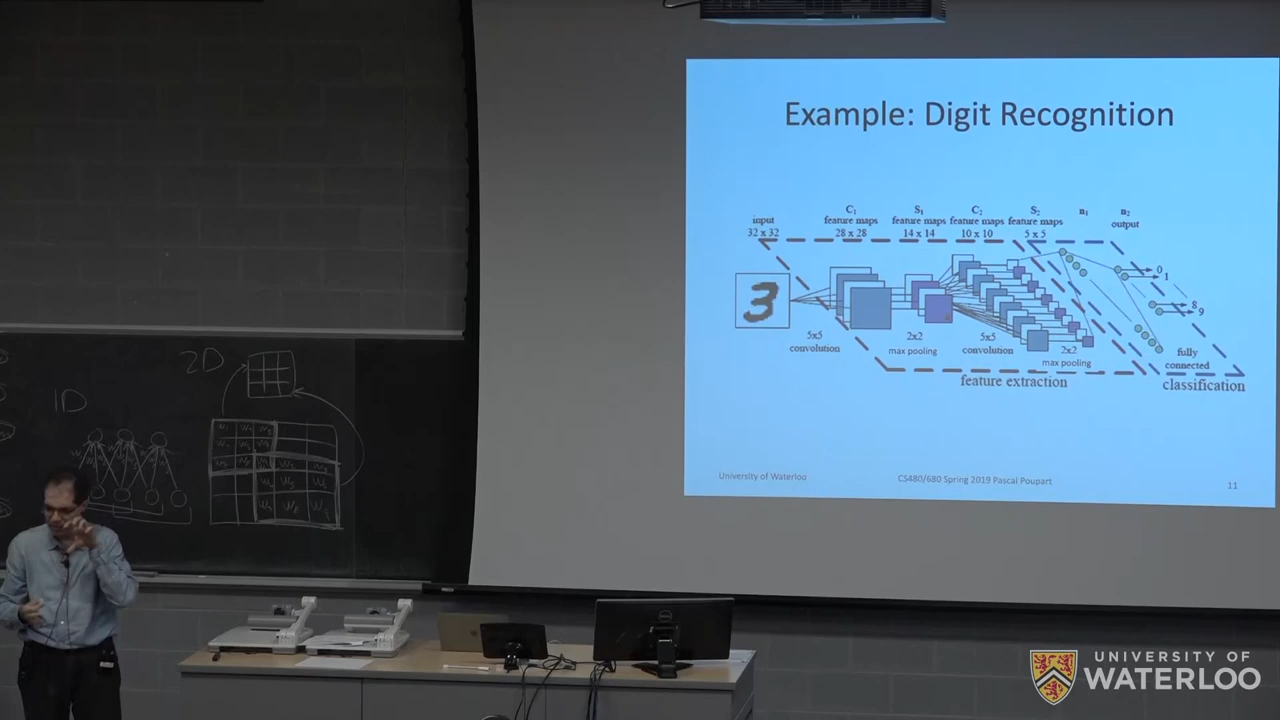 Example: Digit Recognition
input
32 x 32
C1
feature maps
28 x 28
S1
feature maps
14 x 14
C2
feature maps
10 x 10
S2
feature maps
5 x 5
n1
n2
output
3
0
1
8
9
5x5
convolution
2x2
max pooling
5x5
convolution
2x2
max pooling
fully
connected
feature extraction
classification
University of Waterloo
CS480/680 Spring 2019 Pascal Poupart
11
2D
1D
UNIVERSITY OF
WATERLOO